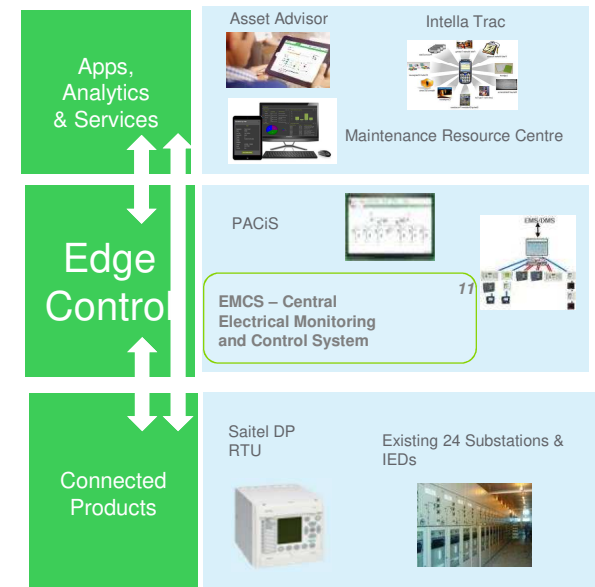 Asset Advisor
Intella Trac
Apps,
Analytics
& Services
Maintenance Resource Centre
PACiS
EMS/DMS
Edge
Control
11
EMCS – Central
Electrical Monitoring
and Control System
Saitel DP
RTU
Existing 24 Substations &
IEDs
Connected
Products